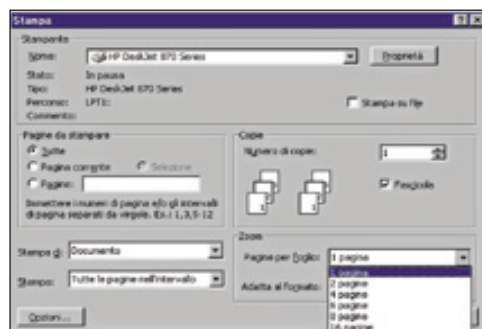 Stampa
Stampante
Nome: HP DeskJet 870 Series
Proprietà
Stato: In pausa
Tipo: HP DeskJet 870 Series
Percorso: LPT1:
Commento:
Stampa su file
Pagine da stampare
Tutte
Pagina corrente Selezione
Pagine:
Immettere i numeri di pagina e/o gli intervalli
di pagina separati da virgole. Es.: 1,3,5-12
Copie
Numero di copie: 1
Fascicola
Stampa di: Documento
Stampa: Tutte le pagine nell'intervallo
Zoom
Pagine per foglio: 1 pagina
Adatta al formato:
1 pagina
2 pagine
4 pagine
6 pagine
8 pagine
16 pagine
Opzioni...